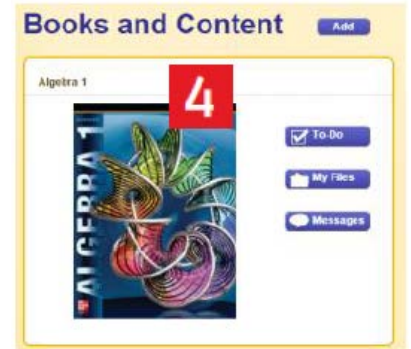 Books and Content
Add
Algebra 1
4
ALGEBRA 1
To-Do
My Files
Messages